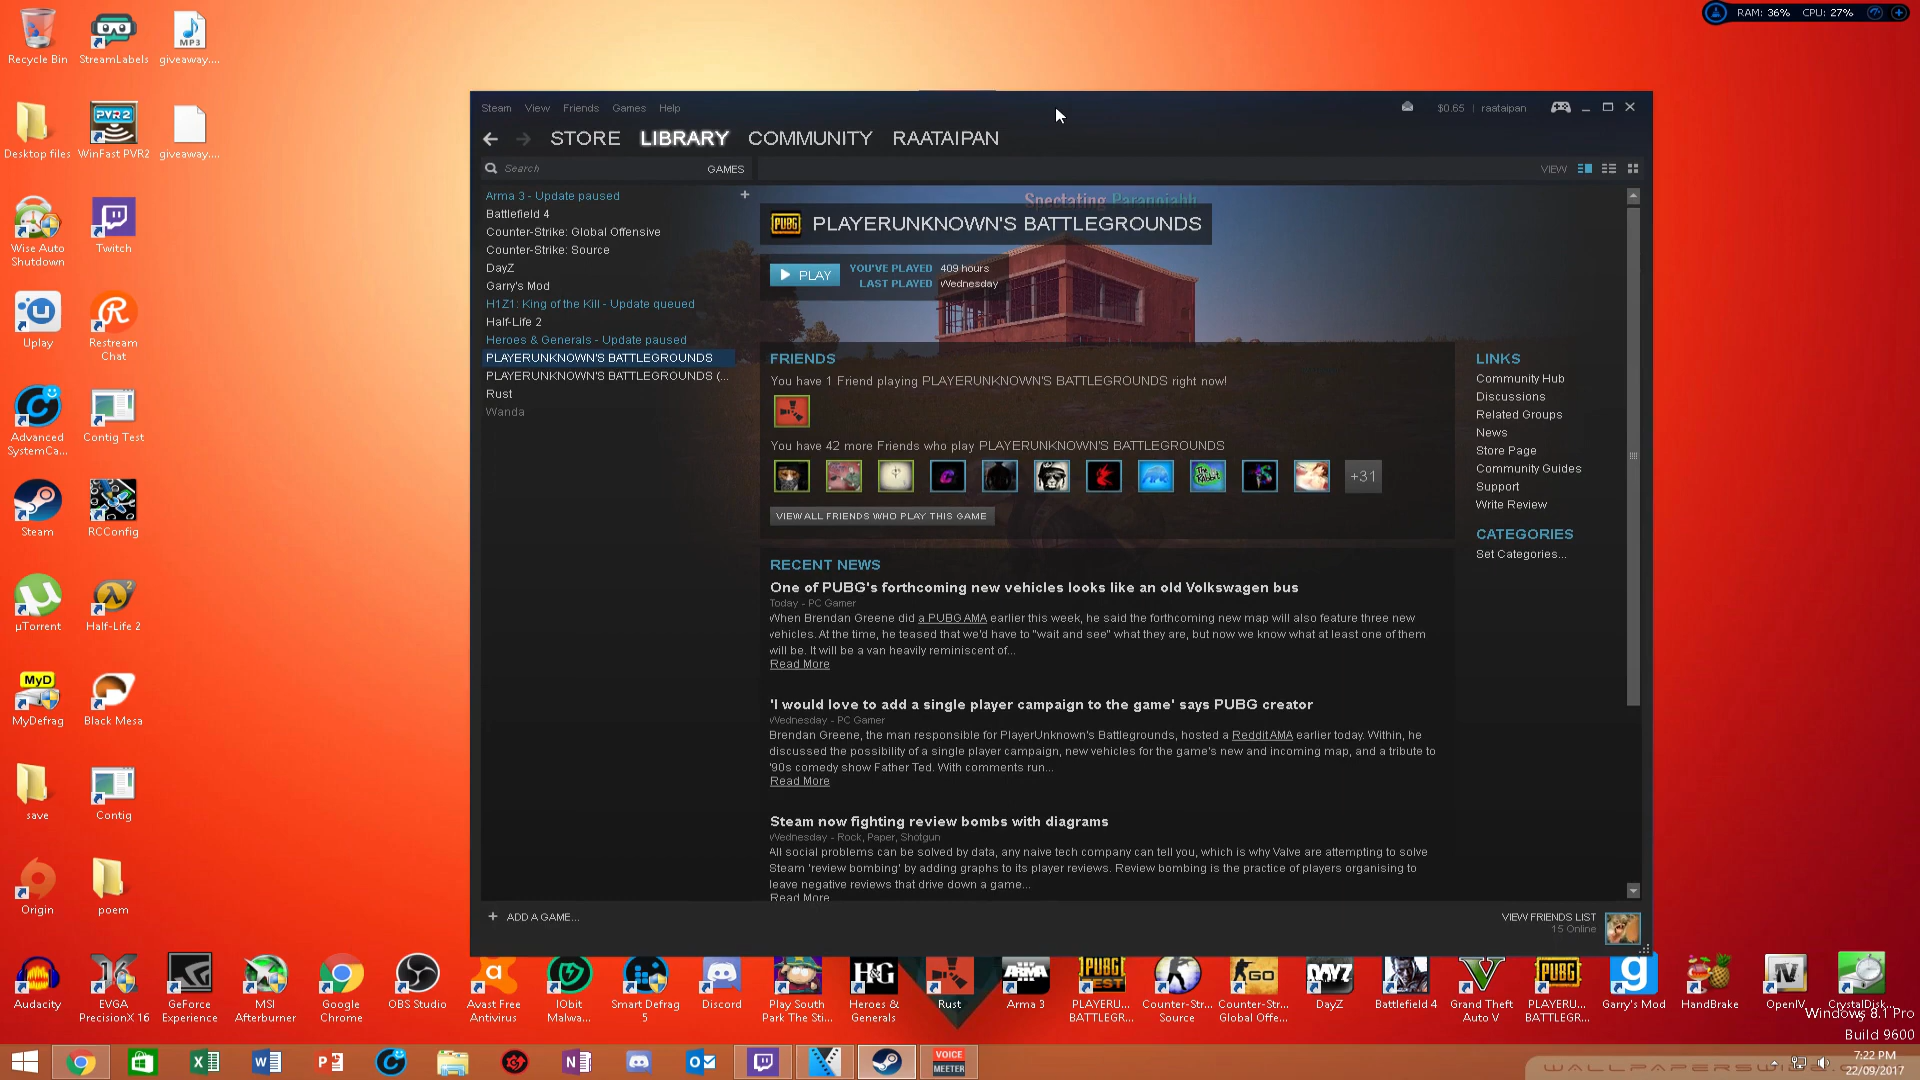 RAM: 36% CPU: 27%
Recycle Bin
StreamLabels
MP3
giveaway....
Desktop files
PVR2
WinFast PVR2
giveaway....
Wise Auto Shutdown
Twitch
Uplay
Restream Chat
Advanced SystemCa...
Contig Test
Steam
RCConfig
µTorrent
Half-Life 2
MyD
MyDefrag
Black Mesa
save
Contig
Origin
poem
Steam View Friends Games Help
$0.65 | raataipan
STORE LIBRARY COMMUNITY RAATAIPAN
Search GAMES
VIEW
Arma 3 - Update paused
Battlefield 4
Counter-Strike: Global Offensive
Counter-Strike: Source
DayZ
Garry's Mod
H1Z1: King of the Kill - Update queued
Half-Life 2
Heroes & Generals - Update paused
PLAYERUNKNOWN'S BATTLEGROUNDS
PLAYERUNKNOWN'S BATTLEGROUNDS (...
Rust
Wanda
Spectating Paranoiahh
PUBG PLAYERUNKNOWN'S BATTLEGROUNDS
PLAY
YOU'VE PLAYED 409 hours
LAST PLAYED Wednesday
FRIENDS
You have 1 Friend playing PLAYERUNKNOWN'S BATTLEGROUNDS right now!
You have 42 more Friends who play PLAYERUNKNOWN'S BATTLEGROUNDS
+31
VIEW ALL FRIENDS WHO PLAY THIS GAME
LINKS
Community Hub
Discussions
Related Groups
News
Store Page
Community Guides
Support
Write Review
CATEGORIES
Set Categories...
RECENT NEWS
One of PUBG's forthcoming new vehicles looks like an old Volkswagen bus
Today - PC Gamer
When Brendan Greene did a PUBG AMA earlier this week, he said the forthcoming new map will also feature three new
vehicles. At the time, he teased that we'd have to "wait and see" what they are, but now we know what at least one of them
will be. It will be a van heavily reminiscent of...
Read More
'I would love to add a single player campaign to the game' says PUBG creator
Wednesday - PC Gamer
Brendan Greene, the man responsible for PlayerUnknown's Battlegrounds, hosted a Reddit AMA earlier today. Within, he
discussed the possibility of a single player campaign, new vehicles for the game's new and incoming map, and a tribute to
'90s comedy show Father Ted. With comments run...
Read More
Steam now fighting review bombs with diagrams
Wednesday - Rock, Paper, Shotgun
All social problems can be solved by data, any naive tech company can tell you, which is why Valve are attempting to solve
Steam 'review bombing' by adding graphs to its player reviews. Review bombing is the practice of players organising to
leave negative reviews that drive down a game...
Read More
+ ADD A GAME...
VIEW FRIENDS LIST
15 Online
Audacity
EVGA PrecisionX 16
GeForce Experience
MSI Afterburner
Google Chrome
OBS Studio
Avast Free Antivirus
IObit Malwa...
Smart Defrag 5
Discord
Play South Park The Sti...
Heroes & Generals
Rust
Arma 3
PLAYERU... BATTLEGR...
Counter-Str... Source
Counter-Str... Global Offe...
DayZ
Battlefield 4
Grand Theft Auto V
PLAYERU... BATTLEGR...
Garry's Mod
HandBrake
OpenIV
CrystalDisk...
Windows 8.1 Pro
Build 9600
VOICE MEETER
7:22 PM
22/09/2017